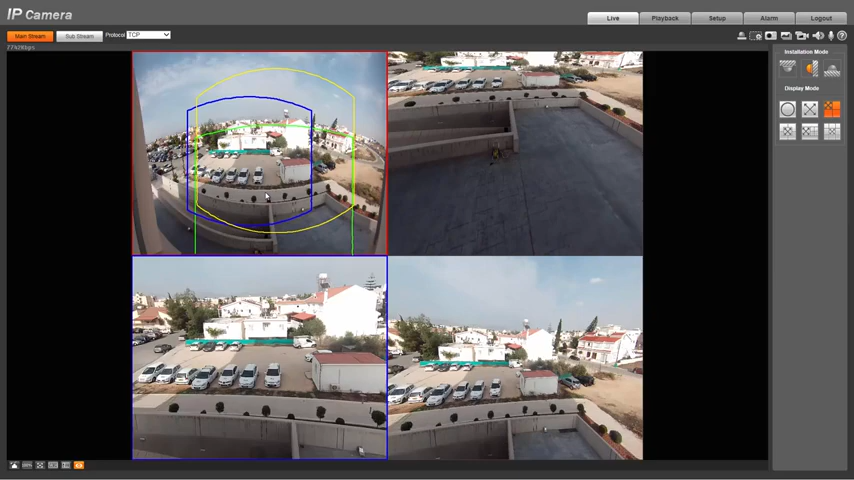 IP Camera
Live
Playback
Setup
Alarm
Logout
Main Stream
Sub Stream
Protocol
TCP
Installation Mode
Display Mode